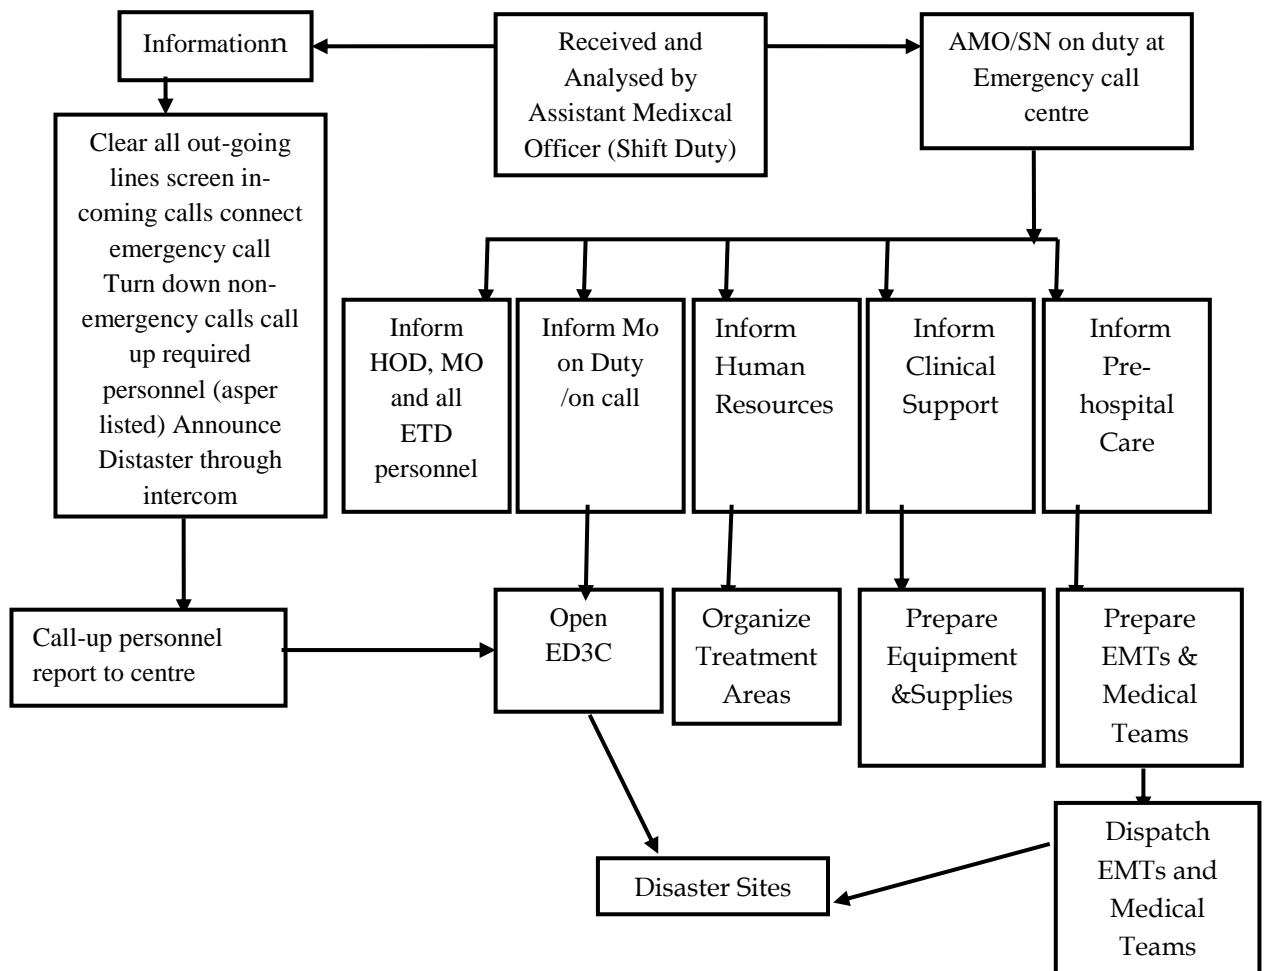 Informationn
Received and
Analysed by
Assistant Medixcal
Officer (Shift Duty)
AMO/SN on duty at
Emergency call
centre
Clear all out-going
lines screen in-
coming calls connect
emergency call
Turn down non-
emergency calls call
up required
personnel (asper
listed) Announce
Distaster through
intercom
Inform
HOD, MO
and all
ETD
personnel
Inform Mo
on Duty
/on call
Inform
Human
Resources
Inform
Clinical
Support
Inform
Pre-
hospital
Care
Call-up personnel
report to centre
Open
ED3C
Organize
Treatment
Areas
Prepare
Equipment
&Supplies
Prepare
EMTs &
Medical
Teams
Disaster Sites
Dispatch
EMTs and
Medical
Teams